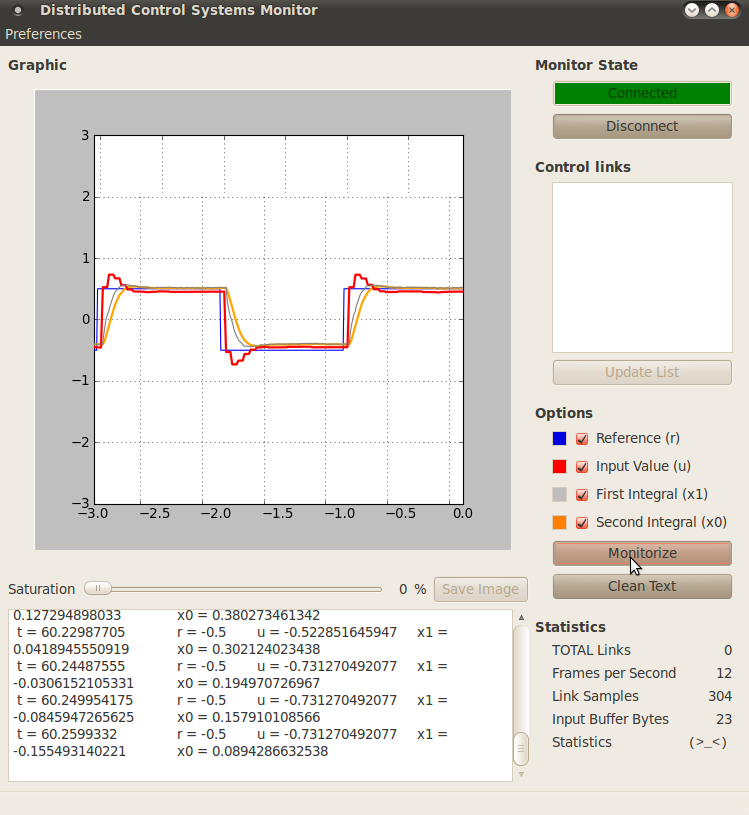 Distributed Control Systems Monitor
Preferences
Graphic
3
2
1
0
−1
−2
−3
−3.0 −2.5 −2.0 −1.5 −1.0 −0.5 0.0
Saturation 0 % Save Image
0.127294898033 x0 = 0.380273461342
t = 60.22987705 r = -0.5 u = -0.522851645947 x1 =
0.0418945550919 x0 = 0.302124023438
t = 60.24487555 r = -0.5 u = -0.731270492077 x1 =
-0.0306152105331 x0 = 0.194970726967
t = 60.249954175 r = -0.5 u = -0.731270492077 x1 =
-0.0845947265625 x0 = 0.157910108566
t = 60.2599332 r = -0.5 u = -0.731270492077 x1 =
-0.155493140221 x0 = 0.0894286632538
Monitor State
Connected
Disconnect
Control links
Update List
Options
Reference (r)
Input Value (u)
First Integral (x1)
Second Integral (x0)
Monitorize
Clean Text
Statistics
TOTAL Links 0
Frames per Second 12
Link Samples 304
Input Buffer Bytes 23
Statistics (>_<)